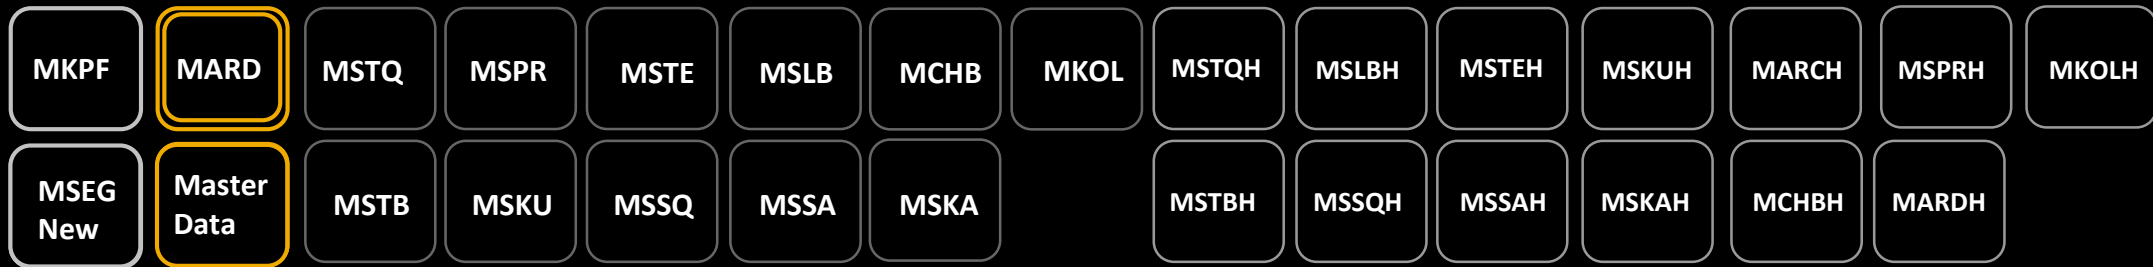 MKPF MARD MSTQ MSPR MSTE MSLB MCHB MKOL MSTQH MSLBH MSTEH MSKUH MARCH MSPRH MKOLH
MSEG
New
Master
Data
MSTB MSKU MSSQ MSSA MSKA MSTBH MSSQH MSSAH MSKAH MCHBH MARDH